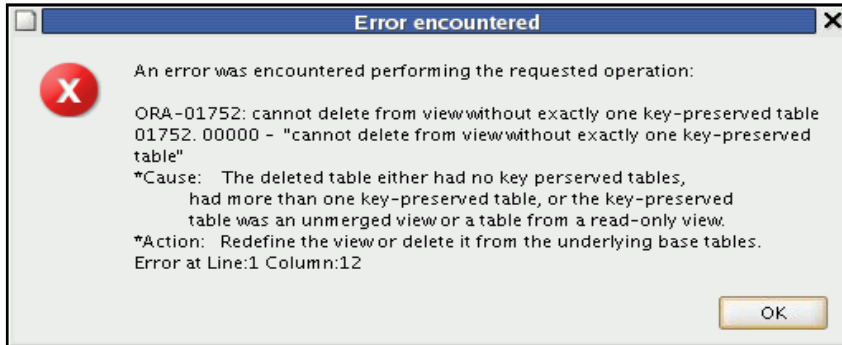 Error encountered
An error was encountered performing the requested operation:
ORA-01752: cannot delete from view without exactly one key-preserved table
01752. 00000 - "cannot delete from view without exactly one key-preserved
table"
*Cause: The deleted table either had no key perserved tables,
had more than one key-preserved table, or the key-preserved
table was an unmerged view or a table from a read-only view.
*Action: Redefine the view or delete it from the underlying base tables.
Error at Line:1 Column:12
OK